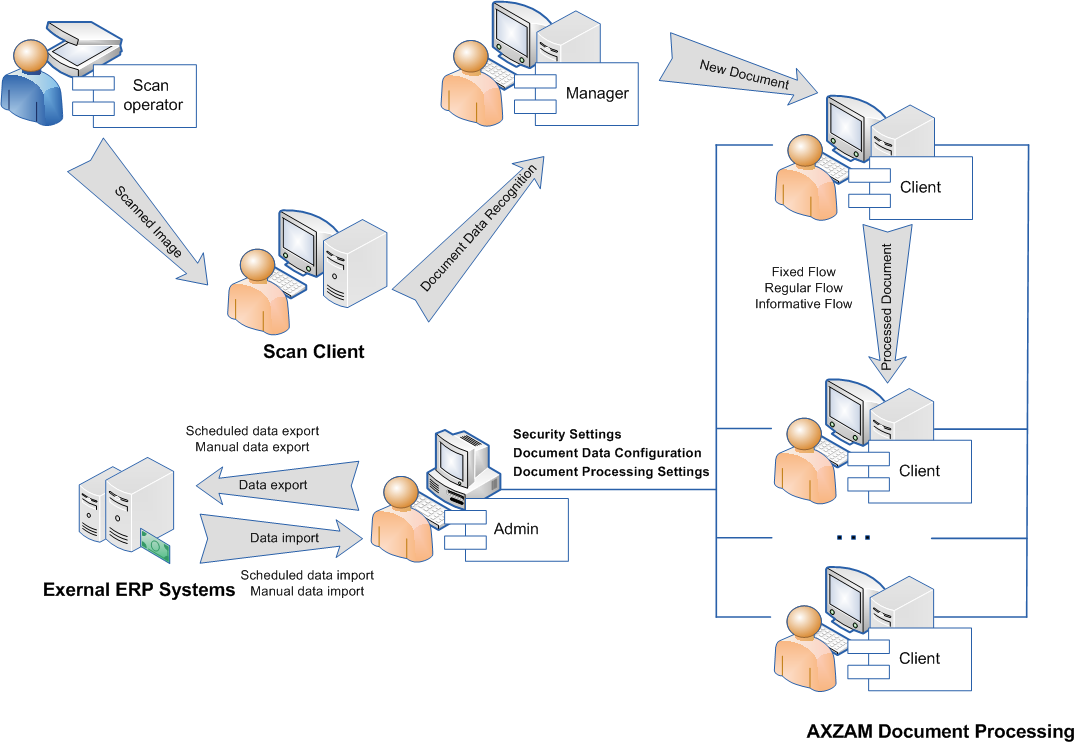 Scan
operator
Manager
New Document
Client
Scanned Image
Document Data Recognition
Scan Client
Fixed Flow
Regular Flow
Informative Flow
Processed Document
Client
Scheduled data export
Manual data export
Data export
Security Settings
Document Data Configuration
Document Processing Settings
Admin
Data import
Scheduled data import
Manual data import
Exernal ERP Systems
...
Client
AXZAM Document Processing